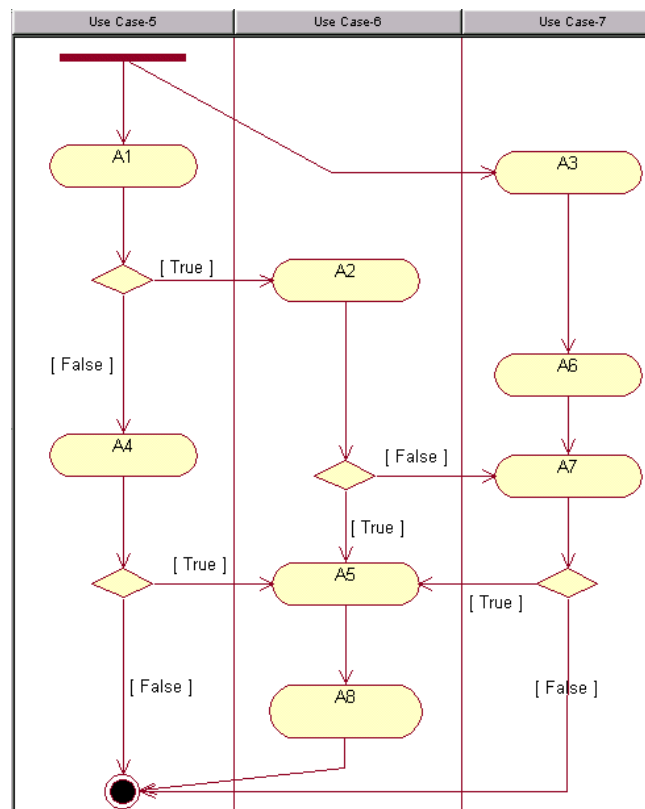 Use Case-5 Use Case-6 Use Case-7
A1
A3
[ True ]
A2
[ False ]
A6
A4
[ False ]
A7
[ True ]
[ True ]
A5
[ True ]
[ False ]
[ False ]
A8